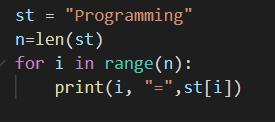 st = "Programming"
n=len(st)
for i in range(n):
    print(i, "=",st[i])